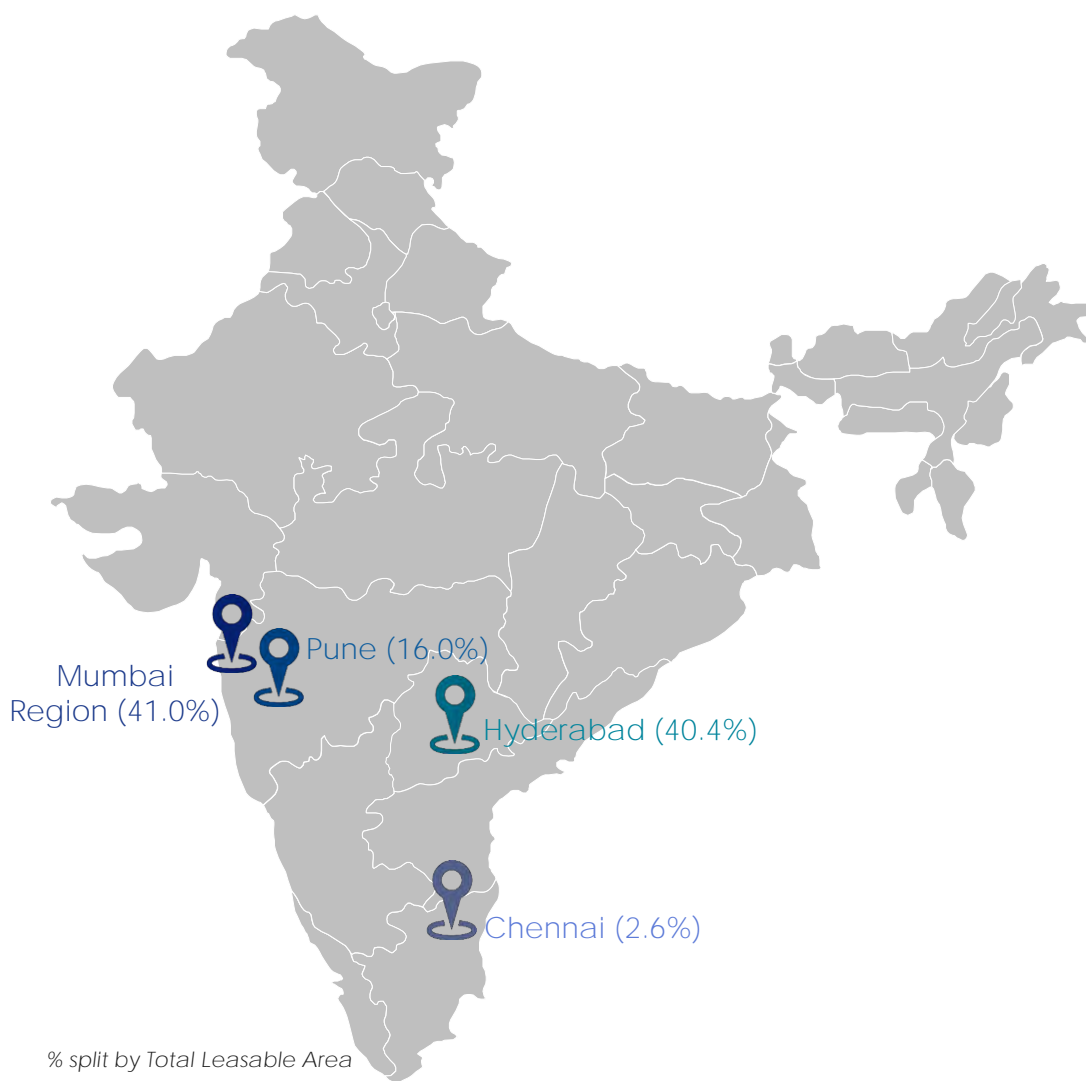 Pune (16.0%)
Mumbai
Region (41.0%)
Hyderabad (40.4%)
Chennai (2.6%)
% split by Total Leasable Area